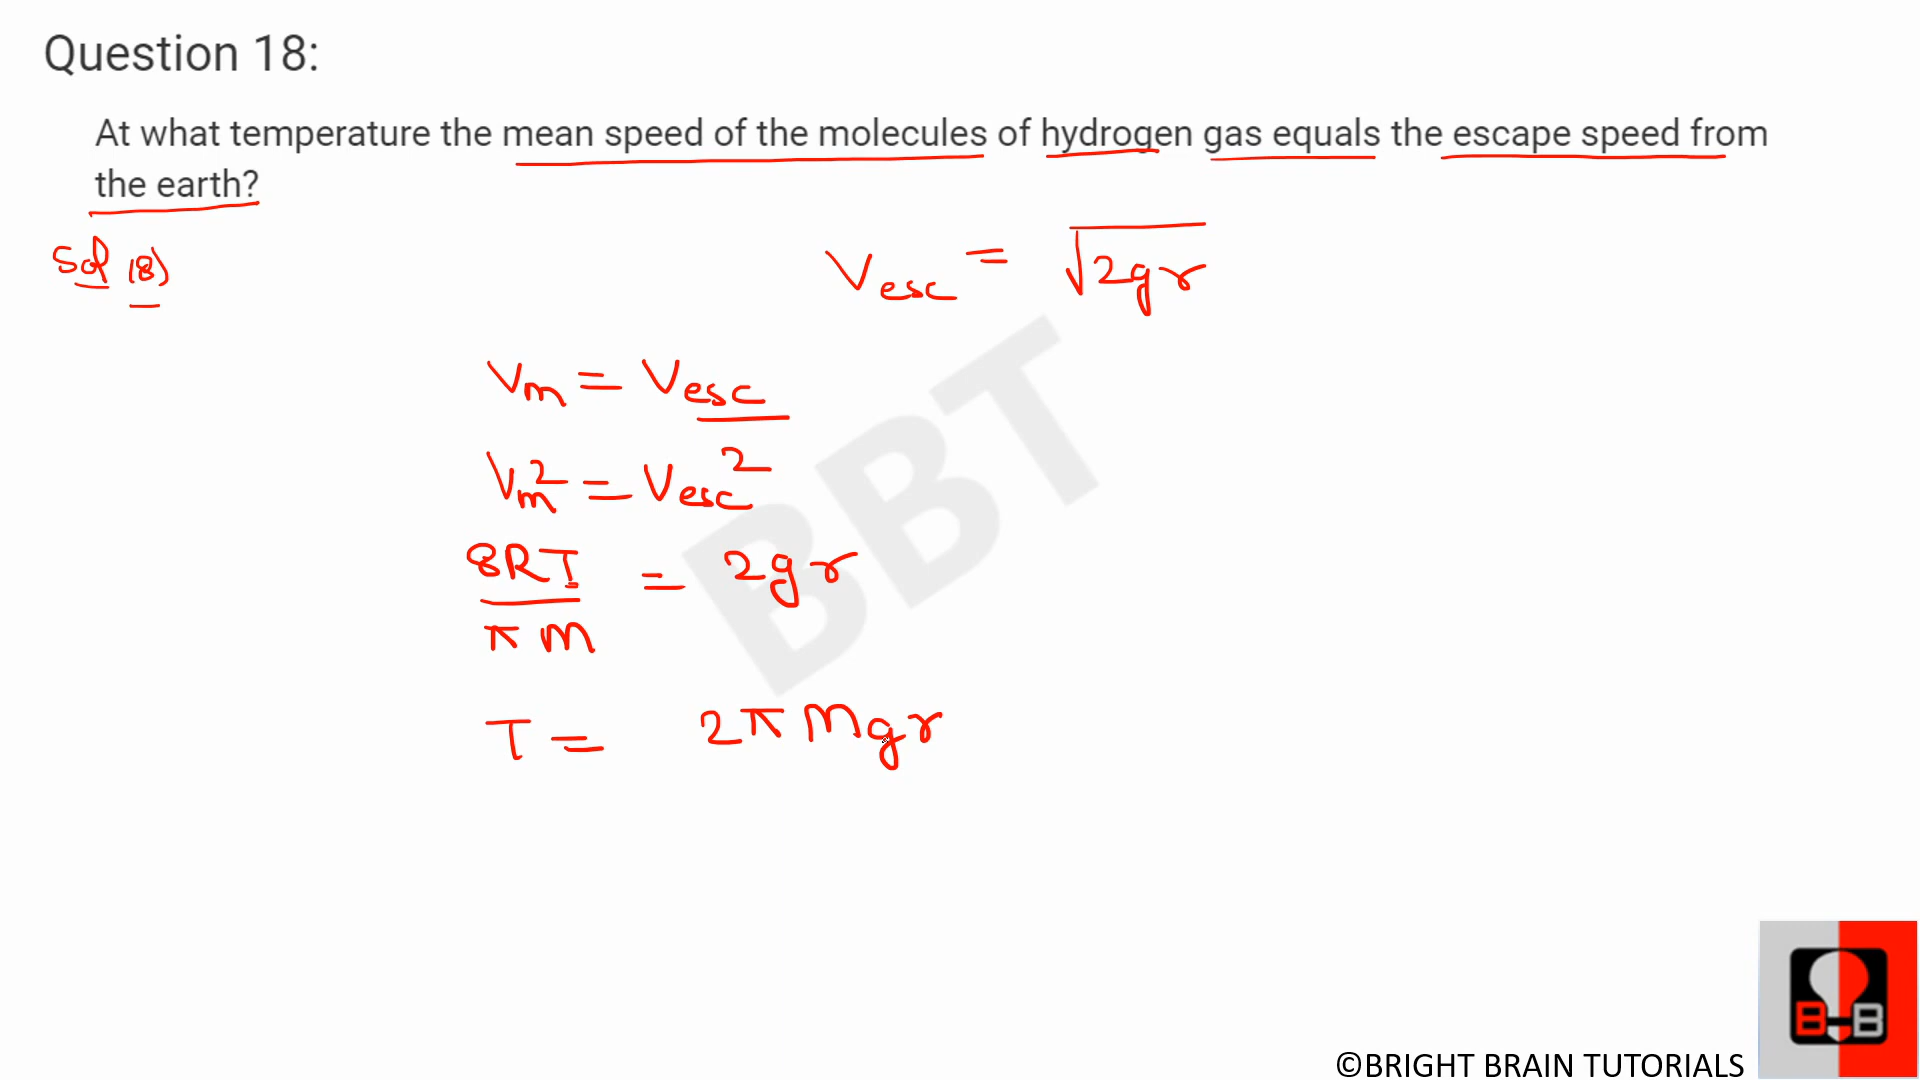 Question 18:
At what temperature the mean speed of the molecules of hydrogen gas equals the escape speed from
the earth?
Sol 18)
Vesc = √2gr
Vm = Vesc
Vm² = Vesc²
8RT = 2gr
πM
T = 2πMgr
BBT
B B
©BRIGHT BRAIN TUTORIALS